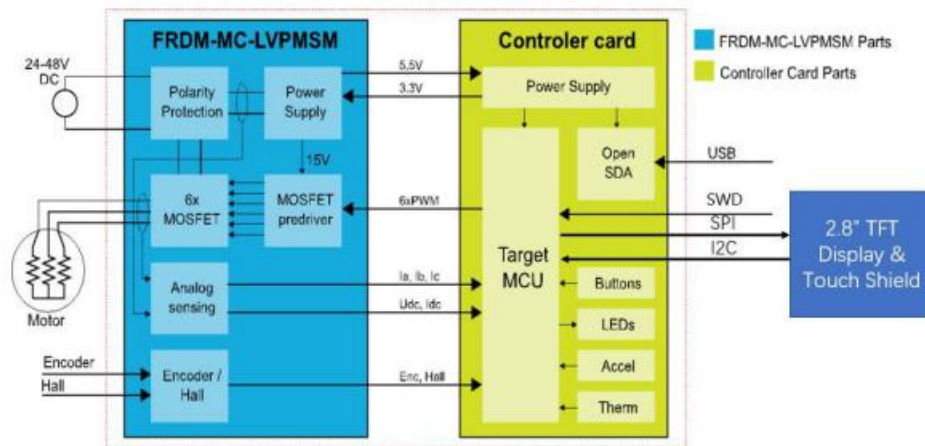 FRDM-MC-LVPMSM
Controler card
24-48V
DC
Polarity
Protection
Power
Supply
5.5V
3.3V
Power Supply
FRDM-MC-LVPMSM Parts
Controller Card Parts
15V
Open
SDA
USB
6x
MOSFET
MOSFET
predriver
6xPWM
Target
MCU
SWD
SPI
I2C
2.8" TFT
Display &
Touch Shield
Motor
Analog
sensing
Ia, Ib, Ic
Udc, Idc
Buttons
LEDs
Encoder
Hall
Encoder /
Hall
Enc, Hall
Accel
Therm